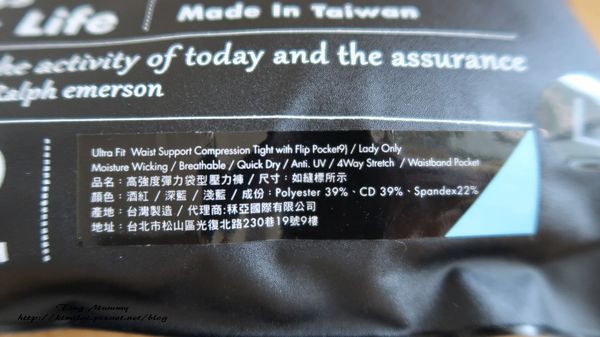 Life
Made In Taiwan
he activity of today and the assurance
Ralph emerson
Ultra Fit Waist Support Compression Tight with Flip Pocket9) / Lady Only
Moisture Wicking / Breathable / Quick Dry / Anti. UV / 4Way Stretch / Waistband Pocket
品名：高強度彈力袋型壓力褲 / 尺寸：如縫標所示
顏色：酒紅 / 深藍 / 淺藍 / 成份：Polyester 39%、CD 39%、Spandex22%
產地：台灣製造 / 代理商:秝亞國際有限公司
地址：台北市松山區光復北路230巷19號9樓
Mummy